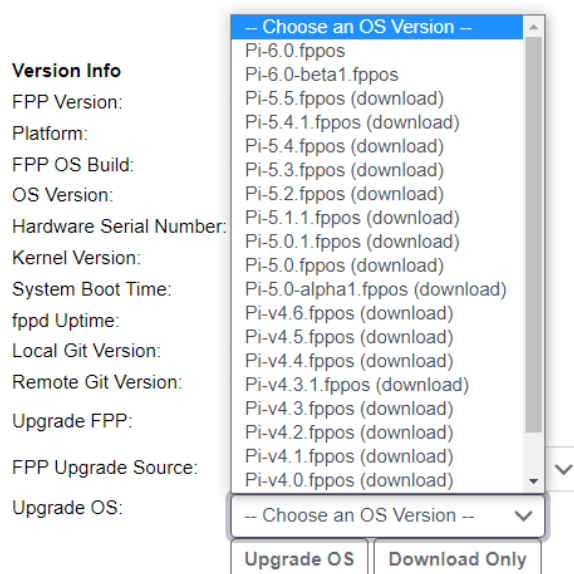 Version Info
FPP Version:
Platform:
FPP OS Build:
OS Version:
Hardware Serial Number:
Kernel Version:
System Boot Time:
fppd Uptime:
Local Git Version:
Remote Git Version:
Upgrade FPP:
FPP Upgrade Source:
Upgrade OS:
-- Choose an OS Version --
Pi-6.0.fppos
Pi-6.0-beta1.fppos
Pi-5.5.fppos (download)
Pi-5.4.1.fppos (download)
Pi-5.4.fppos (download)
Pi-5.3.fppos (download)
Pi-5.2.fppos (download)
Pi-5.1.1.fppos (download)
Pi-5.0.1.fppos (download)
Pi-5.0.fppos (download)
Pi-5.0-alpha1.fppos (download)
Pi-v4.6.fppos (download)
Pi-v4.5.fppos (download)
Pi-v4.4.fppos (download)
Pi-v4.3.1.fppos (download)
Pi-v4.3.fppos (download)
Pi-v4.2.fppos (download)
Pi-v4.1.fppos (download)
Pi-v4.0.fppos (download)
-- Choose an OS Version --
Upgrade OS
Download Only